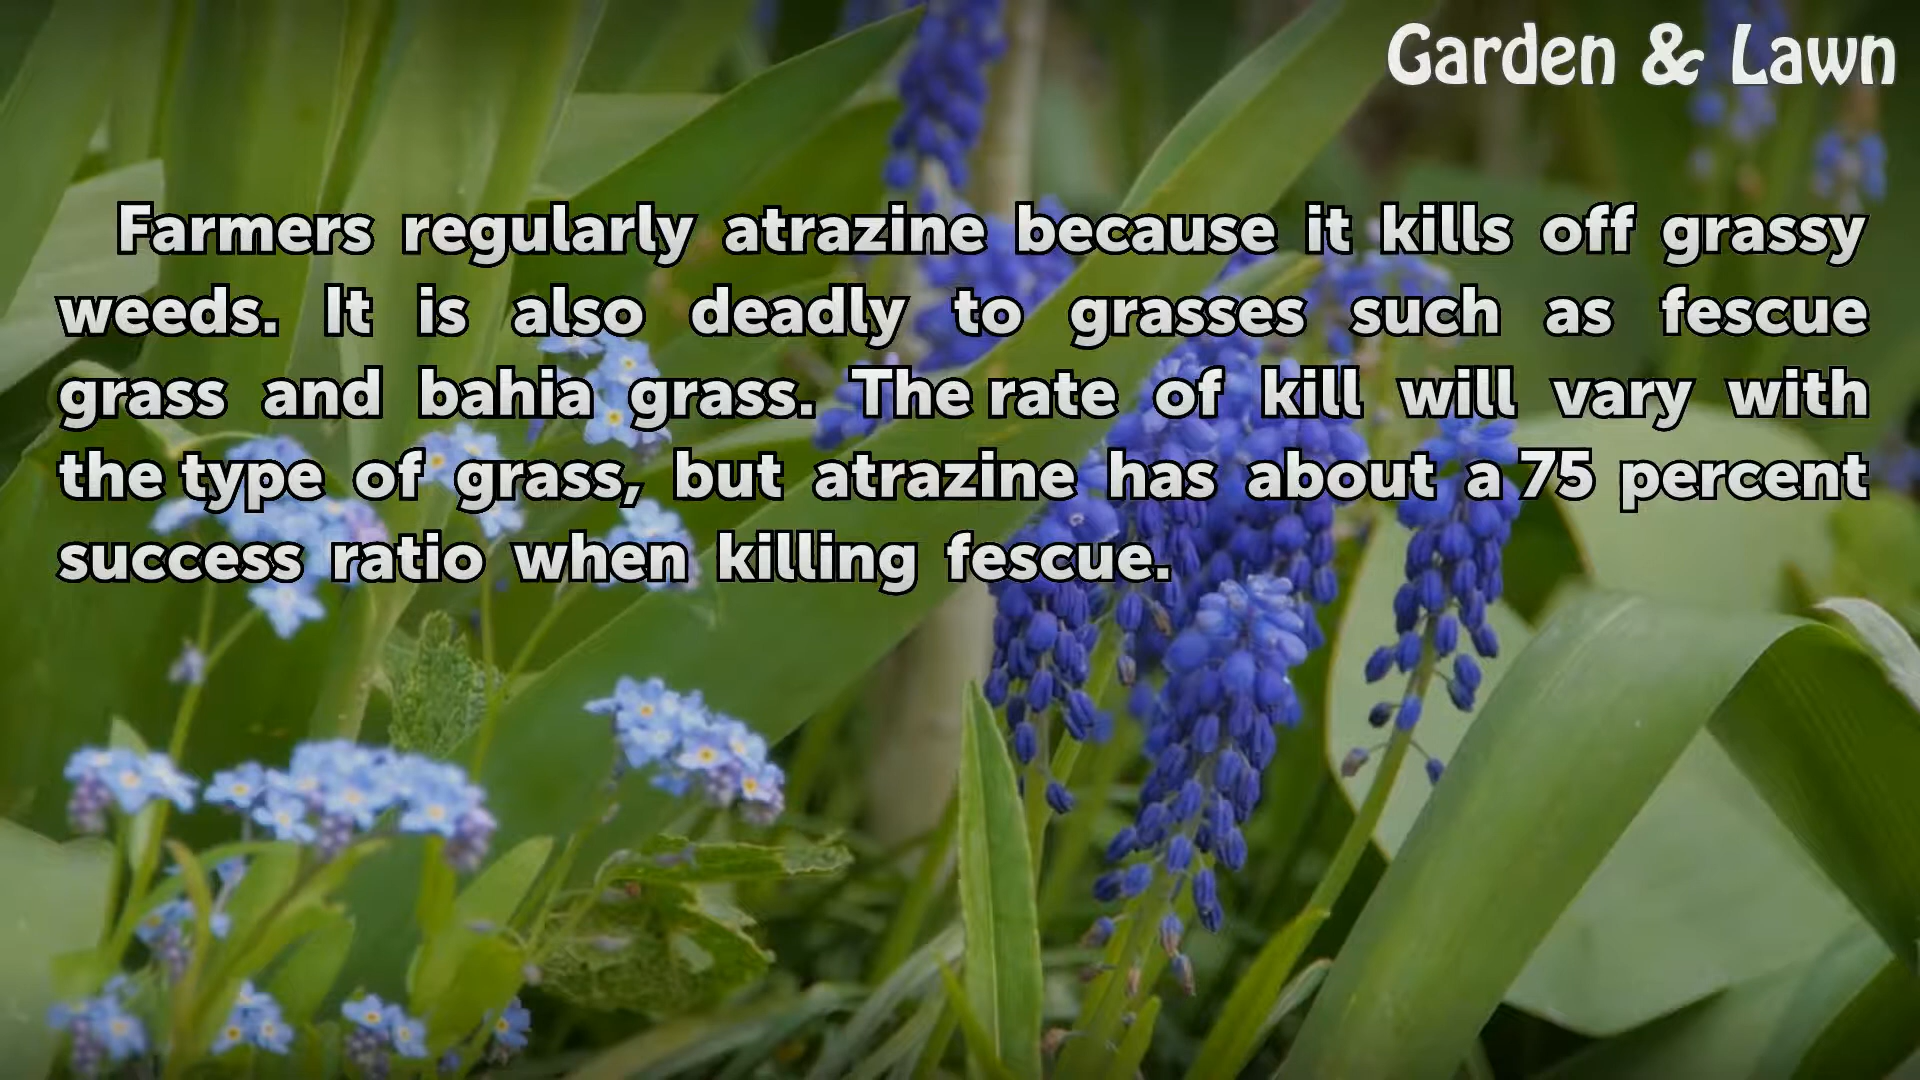 Garden & Lawn
Farmers regularly atrazine because it kills off grassy
weeds. It is also deadly to grasses such as fescue
grass and bahia grass. The rate of kill will vary with
the type of grass, but atrazine has about a 75 percent
success ratio when killing fescue.